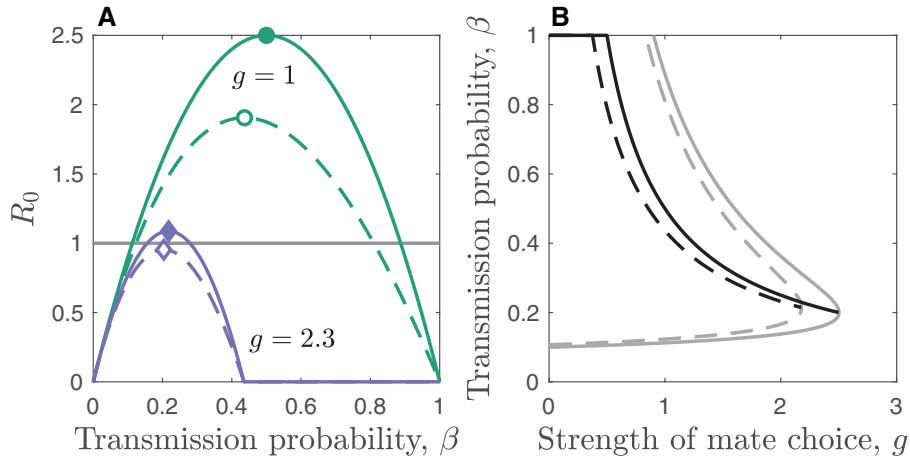 A
2.5
2
1.5
1
0.5
0
R0
g = 1
g = 2.3
0 0.2 0.4 0.6 0.8 1
Transmission probability, β
B
1
0.8
0.6
0.4
0.2
0
Transmission probability, β
0 1 2 3
Strength of mate choice, g